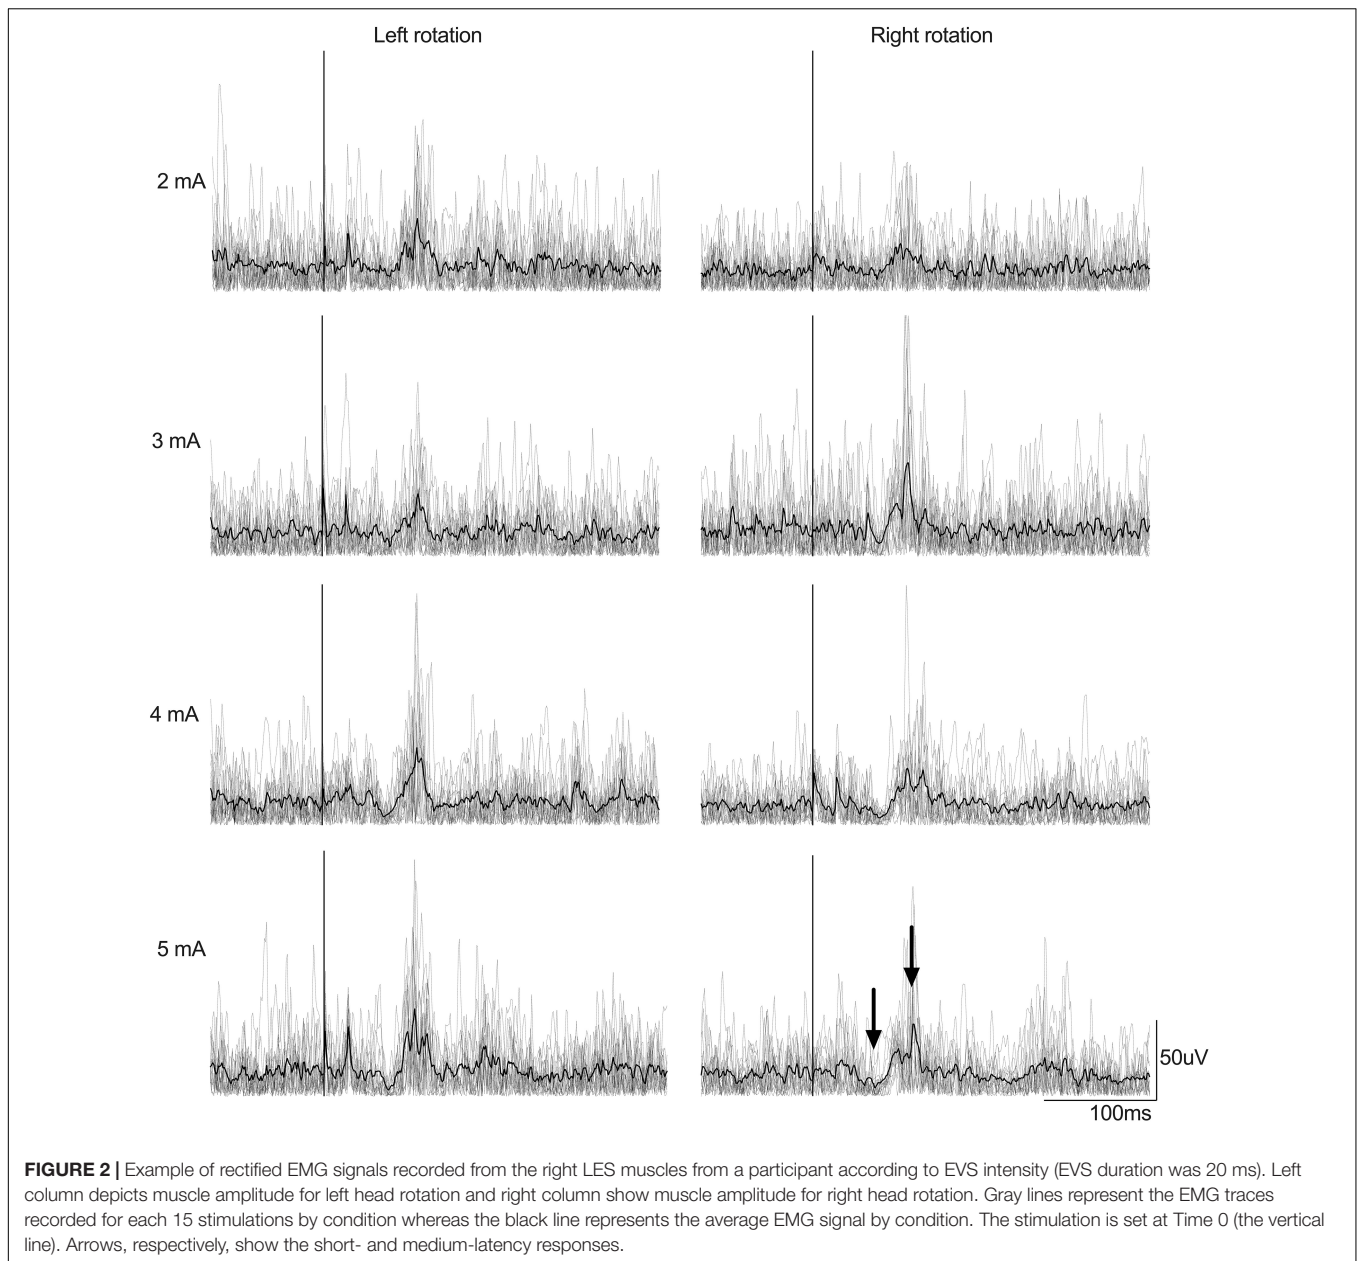 Left rotation
Right rotation
2 mA
3 mA
4 mA
5 mA
50uV
100ms
FIGURE 2 | Example of rectified EMG signals recorded from the right LES muscles from a participant according to EVS intensity (EVS duration was 20 ms). Left
column depicts muscle amplitude for left head rotation and right column show muscle amplitude for right head rotation. Gray lines represent the EMG traces
recorded for each 15 stimulations by condition whereas the black line represents the average EMG signal by condition. The stimulation is set at Time 0 (the vertical
line). Arrows, respectively, show the short- and medium-latency responses.